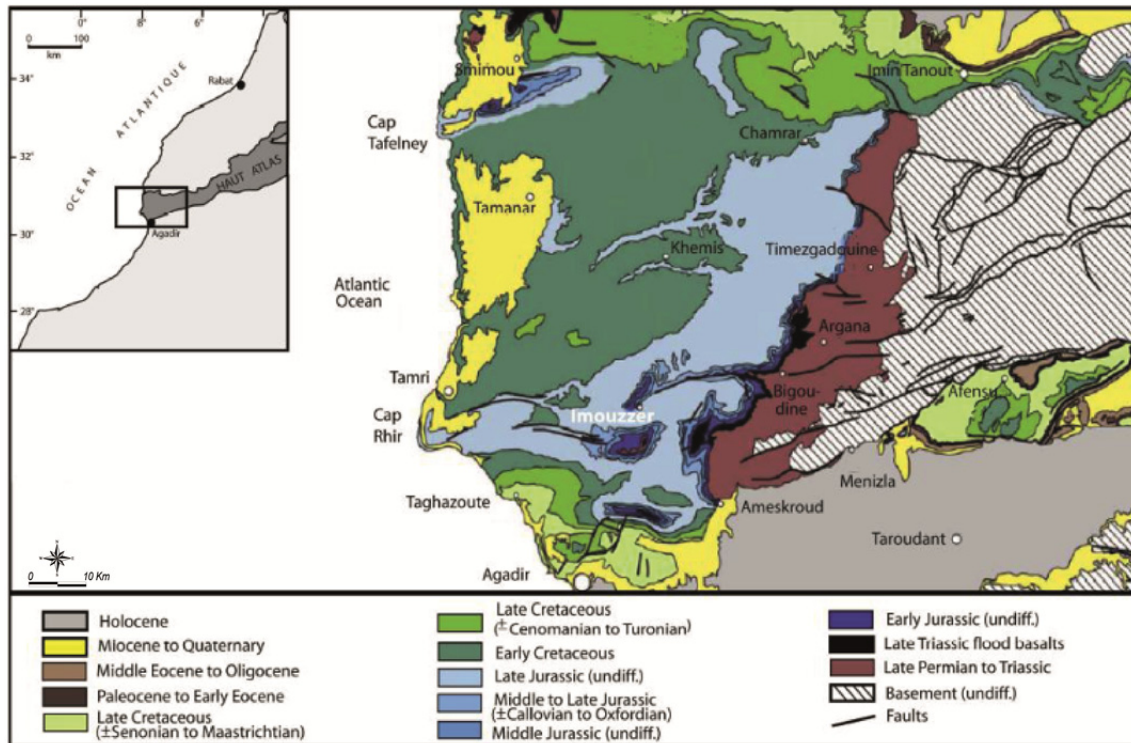 8°
6°
0
100
km
34°
Rabat
OCEAN ATLANTIQUE
32°
HAUT ATLAS
30°
Agadir
28°
Smimou
Imin Tanout
Cap
Tafelney
Chamrar
Tamanar
Khemis
Timezgadouine
Atlantic
Ocean
Argana
Tamri
Bigou-
dine
Afensu
Imouzzer
Cap
Rhir
Menizla
Taghazoute
Ameskroud
Taroudant
Agadir
0
10 Km
Holocene
Miocene to Quaternary
Middle Eocene to Oligocene
Paleocene to Early Eocene
Late Cretaceous
(±Senonian to Maastrichtian)
Late Cretaceous
(±Cenomanian to Turonian)
Early Cretaceous
Late Jurassic (undiff.)
Middle to Late Jurassic
(±Callovian to Oxfordian)
Middle Jurassic (undiff.)
Early Jurassic (undiff.)
Late Triassic flood basalts
Late Permian to Triassic
Basement (undiff.)
Faults